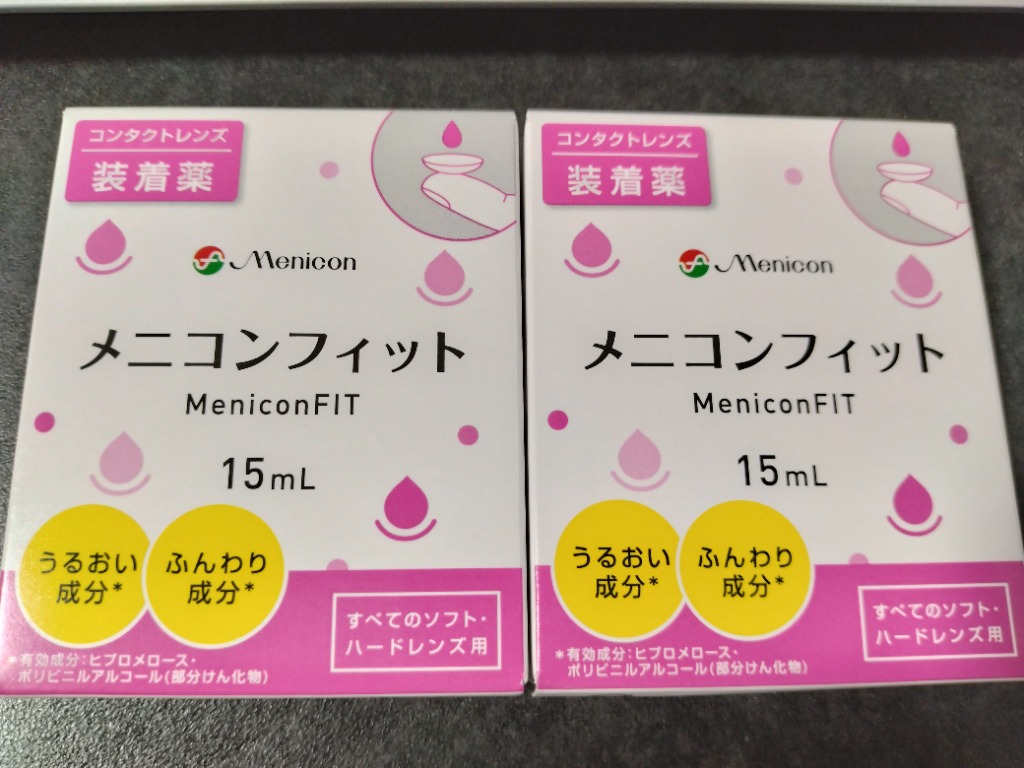 コンタクトレンズ
装着薬
Menicon
メニコンフィット
MeniconFIT
15mL
うるおい
成分*
ふんわり
成分*
すべてのソフト・
ハードレンズ用
*有効成分:ヒプロメロース・
ポリビニルアルコール(部分けん化物)
コンタクトレンズ
装着薬
Menicon
メニコンフィット
MeniconFIT
15mL
うるおい
成分*
ふんわり
成分*
すべてのソフト・
ハードレンズ用
*有効成分:ヒプロメロース・
ポリビニルアルコール(部分けん化物)